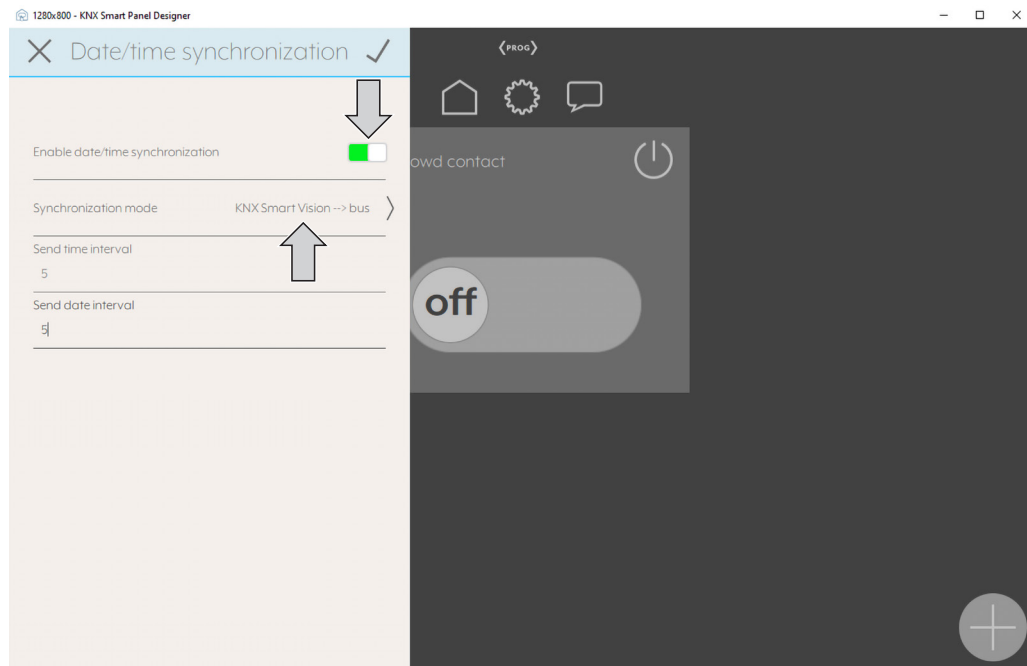 1280x800 - KNX Smart Panel Designer
Date/time synchronization
‹PROG›
Enable date/time synchronization
owd contact
Synchronization mode KNX Smart Vision --> bus
Send time interval
5
off
Send date interval
5